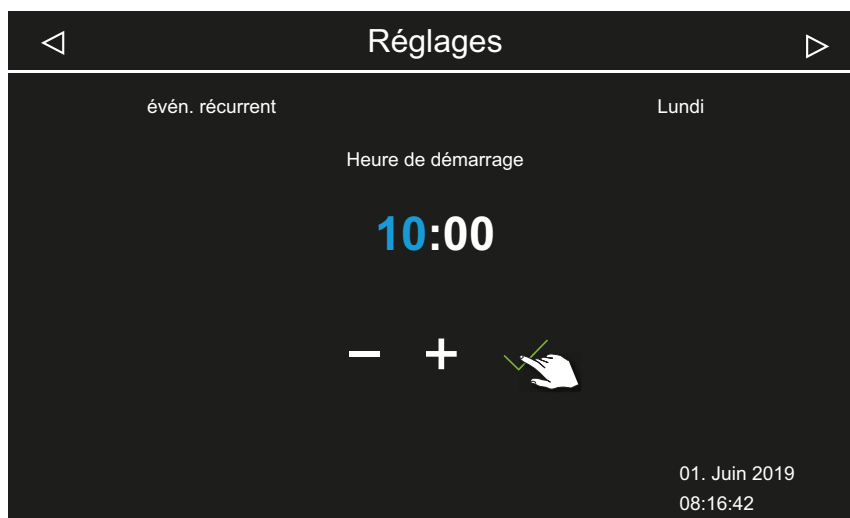 Réglages
évén. récurrent
Lundi
Heure de démarrage
10:00
01. Juin 2019
08:16:42